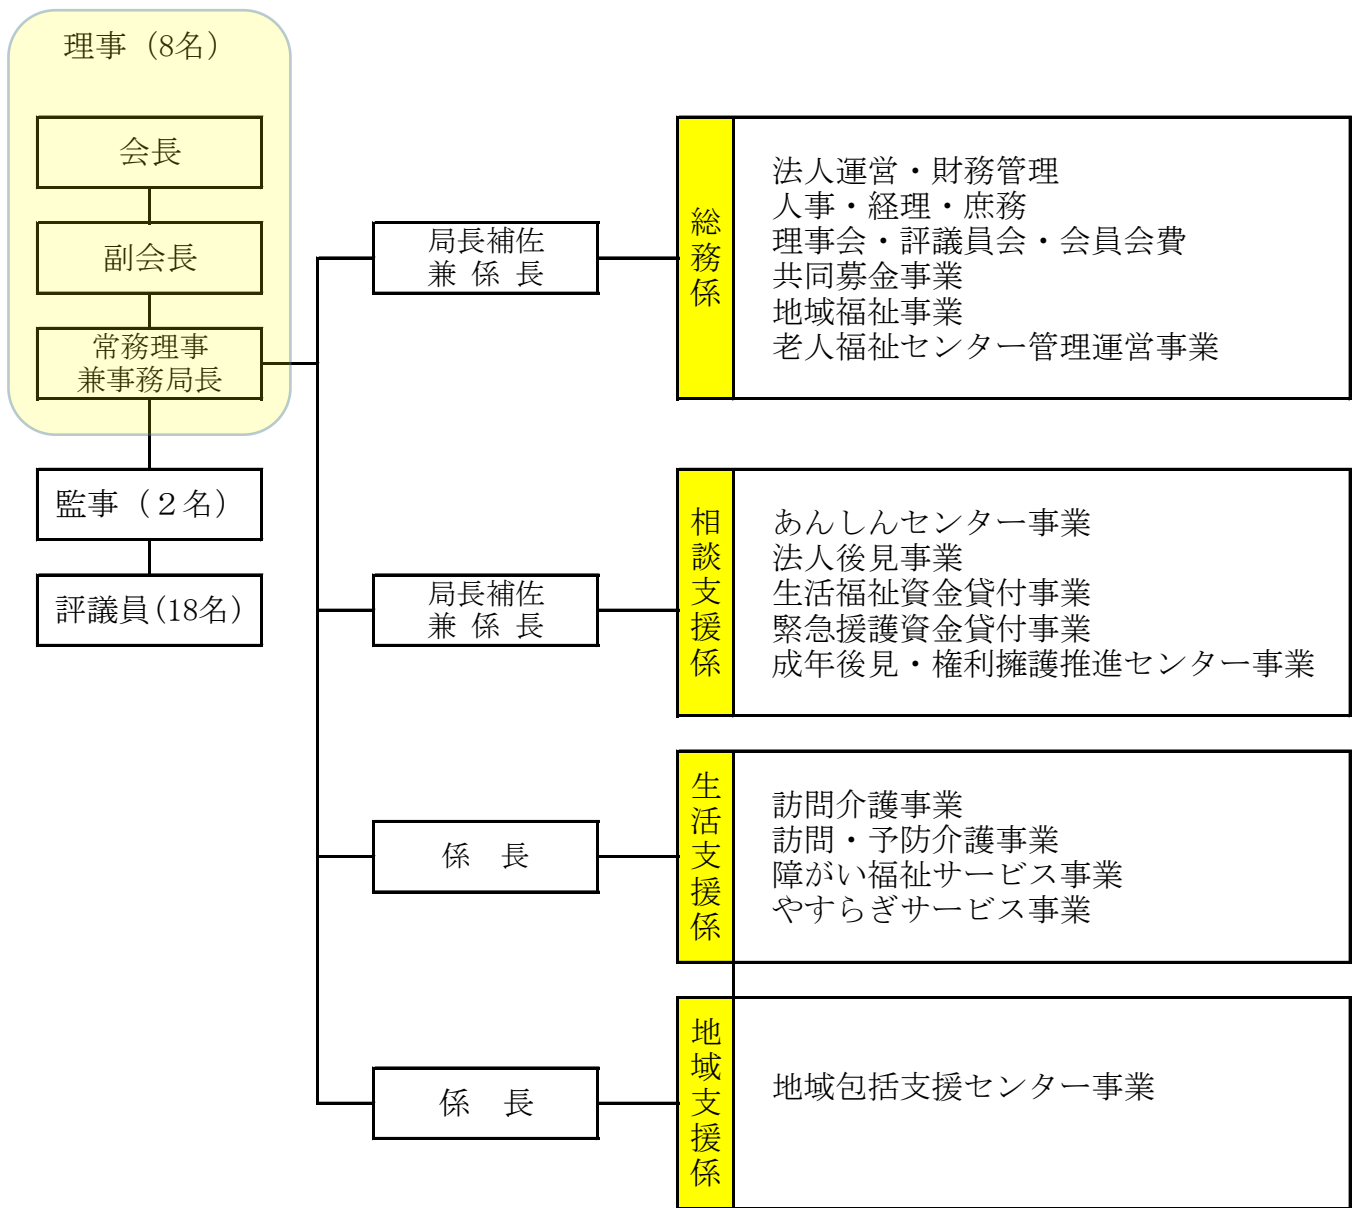 理事（8名）
会長
副会長
常務理事
兼事務局長
監事（２名）
評議員(18名)
局長補佐
兼 係 長
総務係
法人運営・財務管理
人事・経理・庶務
理事会・評議員会・会員会費
共同募金事業
地域福祉事業
老人福祉センター管理運営事業
局長補佐
兼 係 長
相談支援係
あんしんセンター事業
法人後見事業
生活福祉資金貸付事業
緊急援護資金貸付事業
成年後見・権利擁護推進センター事業
係　長
生活支援係
訪問介護事業
訪問・予防介護事業
障がい福祉サービス事業
やすらぎサービス事業
係　長
地域支援係
地域包括支援センター事業